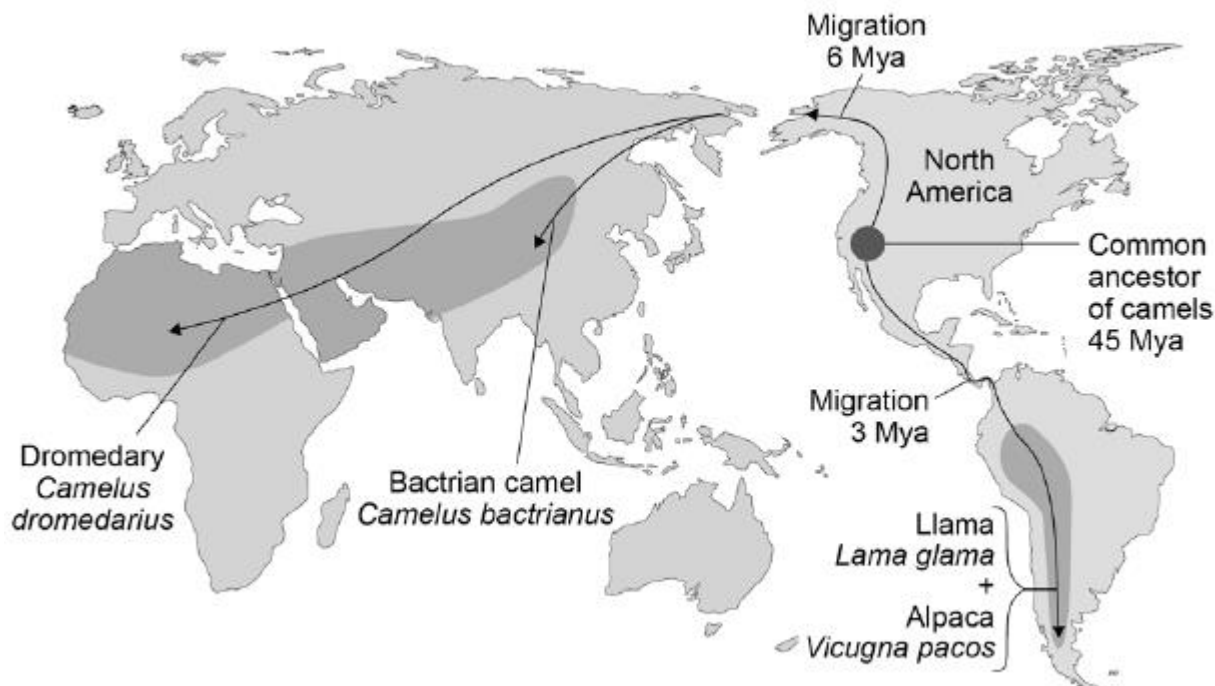 Migration
6 Mya
North
America
Common
ancestor
of camels
45 Mya
Migration
3 Mya
Dromedary
Camelus
dromedarius
Bactrian camel
Camelus bactrianus
Llama
Lama glama
+
Alpaca
Vicugna pacos